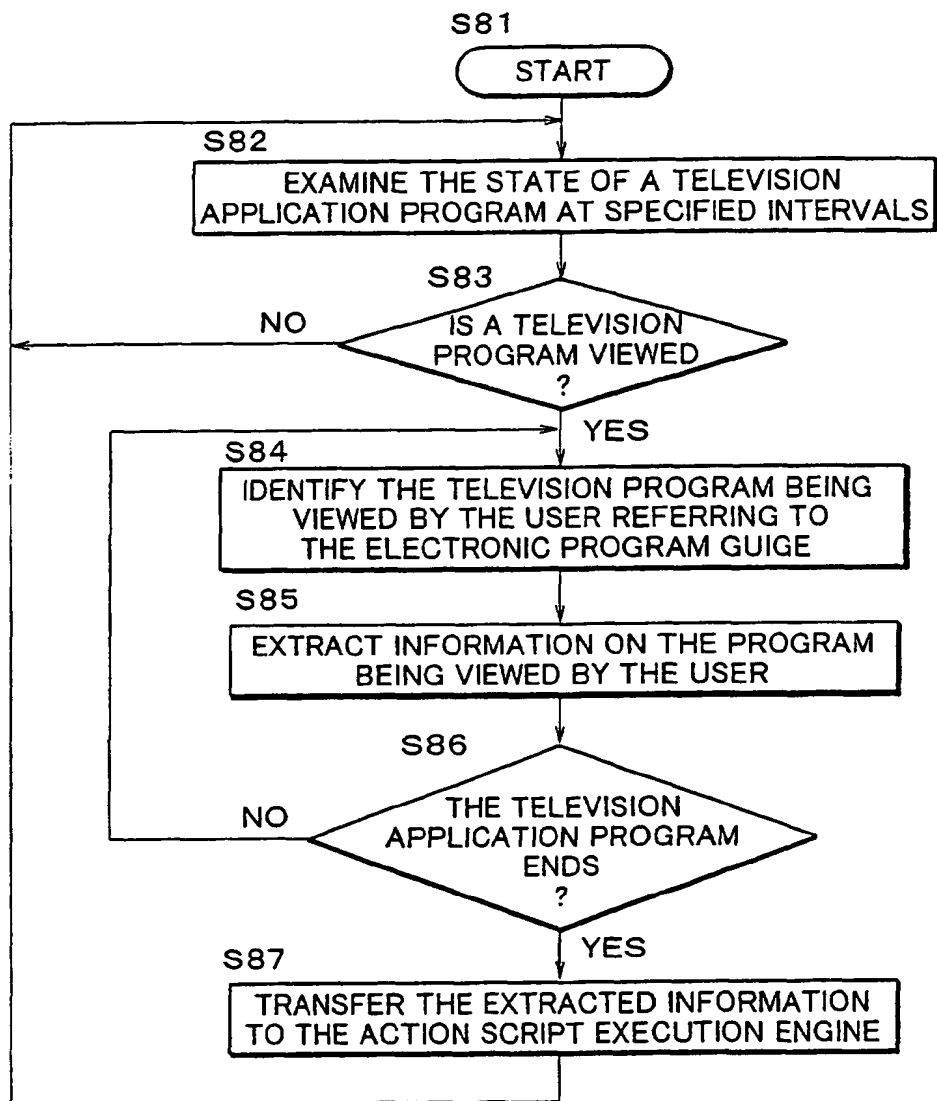 S81
START
S82
EXAMINE THE STATE OF A TELEVISION
APPLICATION PROGRAM AT SPECIFIED INTERVALS
S83
NO
IS A TELEVISION
PROGRAM VIEWED
?
YES
S84
IDENTIFY THE TELEVISION PROGRAM BEING
VIEWED BY THE USER REFERRING TO
THE ELECTRONIC PROGRAM GUIGE
S85
EXTRACT INFORMATION ON THE PROGRAM
BEING VIEWED BY THE USER
S86
NO
THE TELEVISION
APPLICATION PROGRAM
ENDS
?
YES
S87
TRANSFER THE EXTRACTED INFORMATION
TO THE ACTION SCRIPT EXECUTION ENGINE